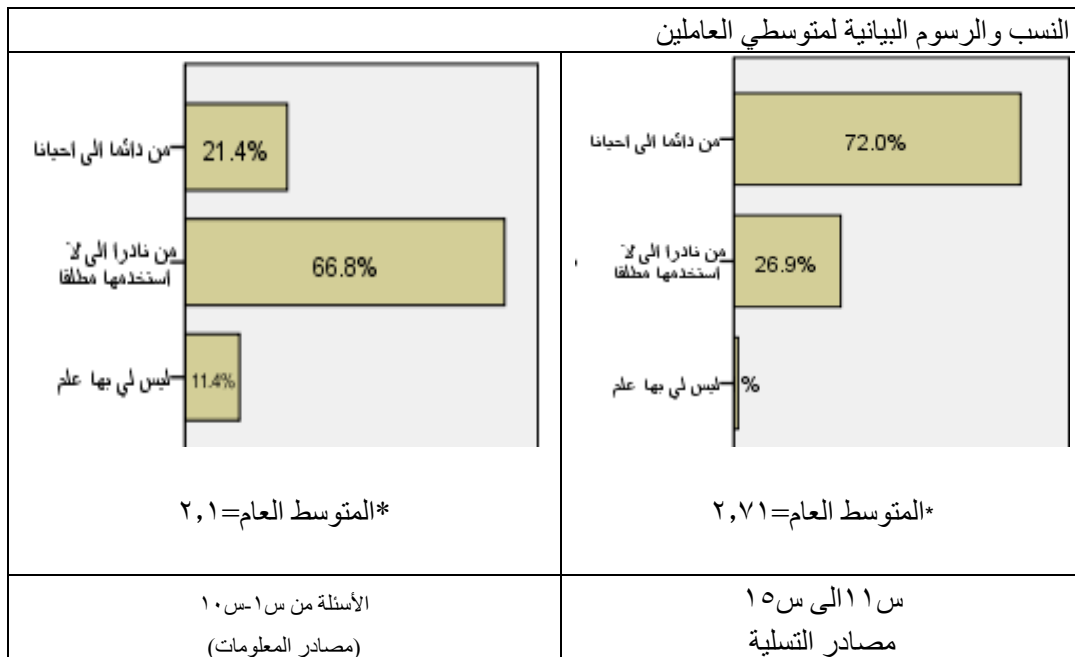 النسب والرسوم البيانية لمتوسطي العاملين
من دائما الى احيانا
72.0%
من نادرا الى لا
استخدمها مطلقا
26.9%
ليس لي بها علم
%
*المتوسط العام=٢,٧١
س١١الى س١٥
مصادر التسلية
من دائما الى احيانا
21.4%
من نادرا الى لا
استخدمها مطلقا
66.8%
ليس لي بها علم
11.4%
*المتوسط العام=٢,١
الأسئلة من س١-س١٠
(مصادر المعلومات)